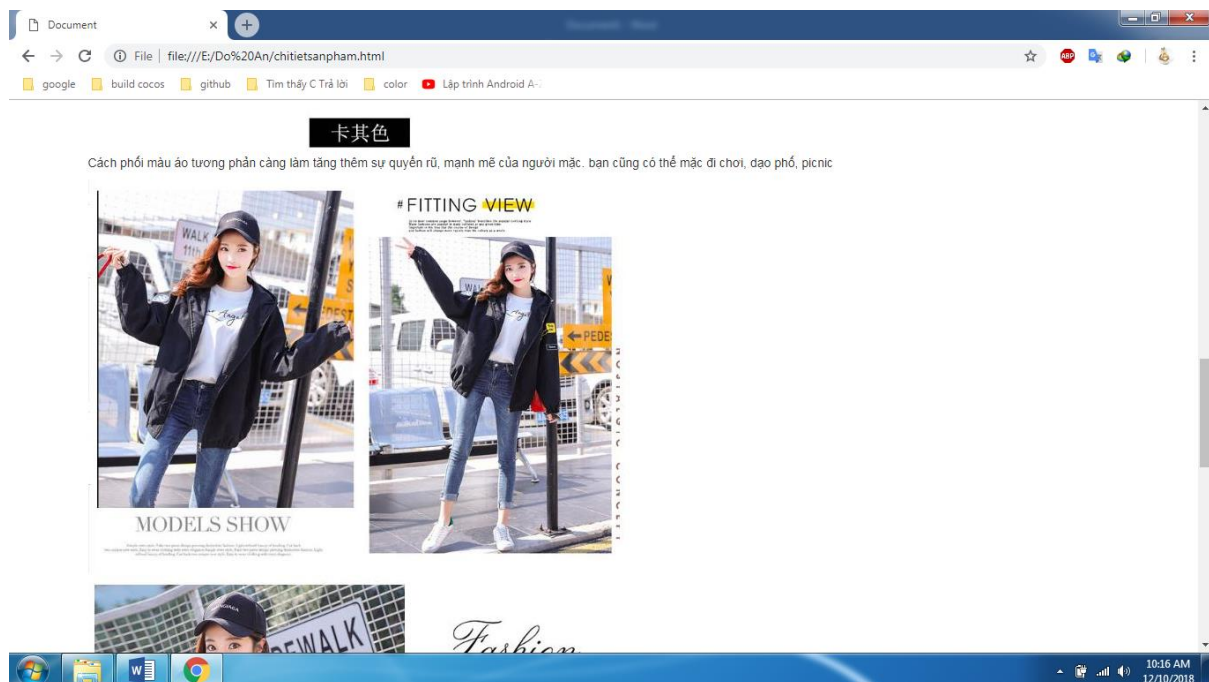 Document
File
file:///E:/Do%20An/chitietsanpham.html
ABP
google
build cocos
github
Tìm thấy C Trả lời
color
Lập trình Android A-
卡其色
Cách phối màu áo tương phản càng làm tăng thêm sự quyến rũ, mạnh mẽ của người mặc. bạn cũng có thể mặc đi chơi, dạo phố, picnic
#FITTING VIEW
WALK
11th
MODELS SHOW
PEDE
SIDEWALK
Fashion
10:16 AM
12/10/2018